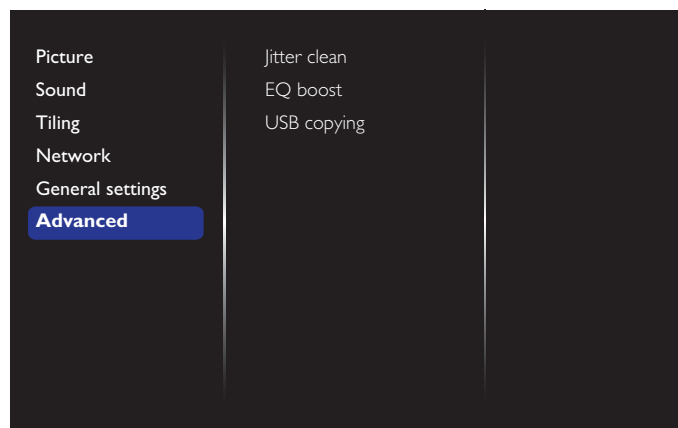 Picture
Sound
Tiling
Network
General settings
Advanced
Jitter clean
EQ boost
USB copying